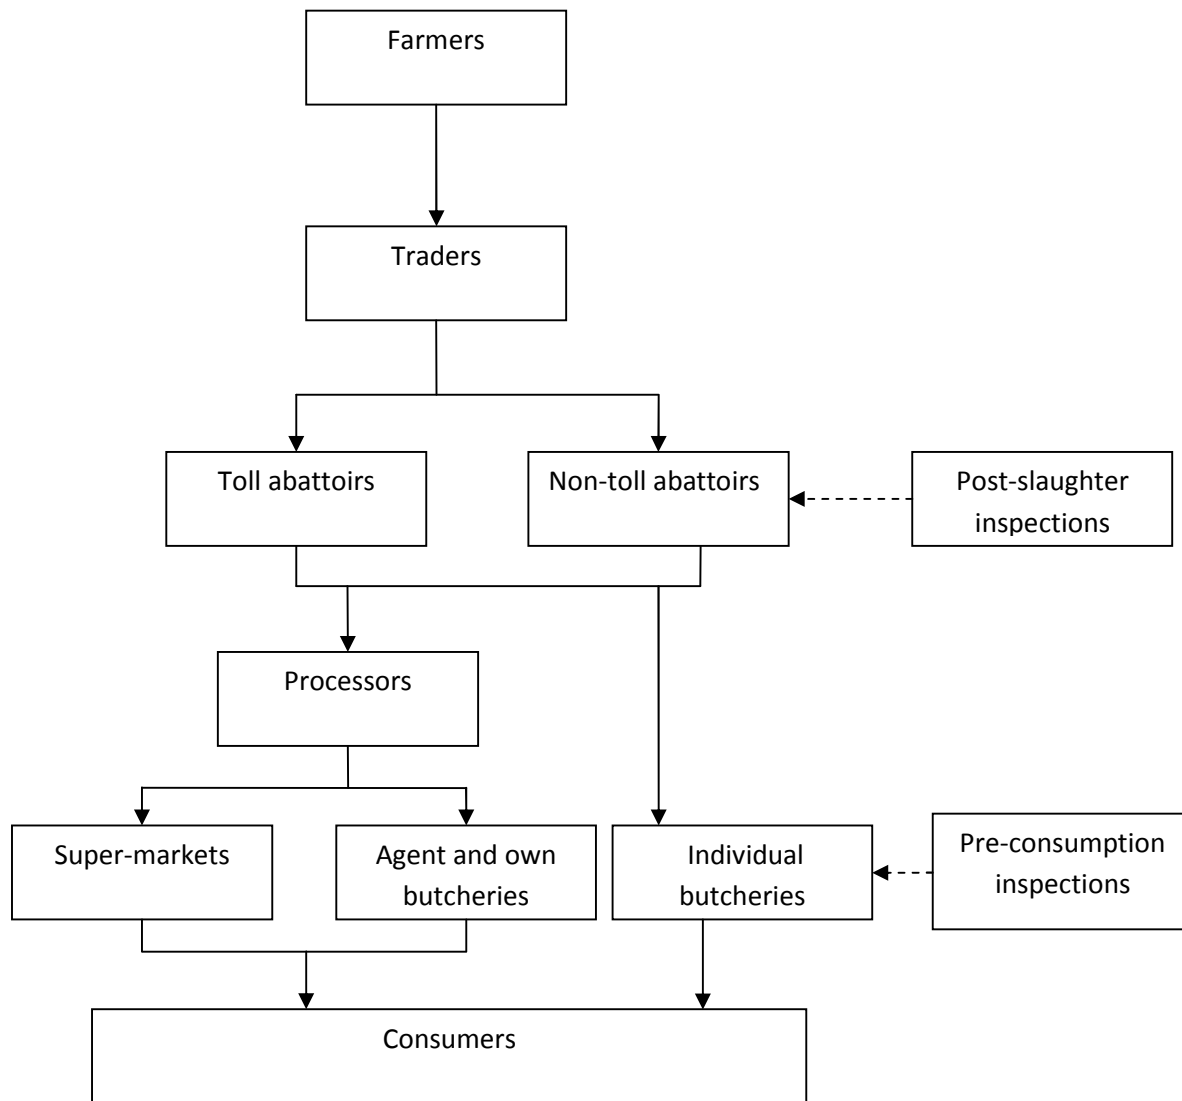 Farmers
Traders
Toll abattoirs
Non-toll abattoirs
Post-slaughter
inspections
Processors
Super-markets
Agent and own
butcheries
Individual
butcheries
Pre-consumption
inspections
Consumers